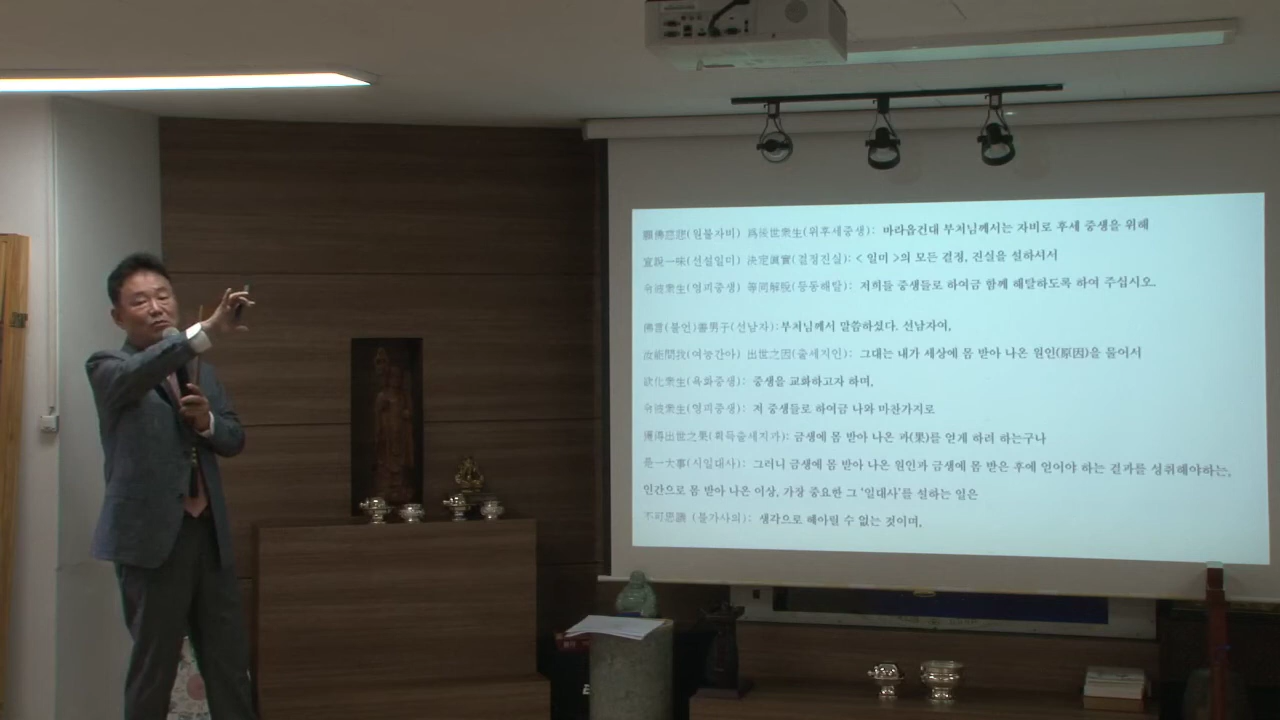 願佛慈悲(원불자비) 爲後世衆生(위후세중생): 바라옵건대 부처님께서는 자비로 후세 중생을 위해
宣說一味(선설일미) 決定眞實(결정진실): < 일미 >의 모든 결정, 진실을 설하시서
令彼衆生(영피중생) 等同解脫(등동해탈): 저희들 중생들로 하여금 함께 해탈하도록 하여 주십시오.
佛言(불언)善男子(선남자): 부처님께서 말씀하셨다. 선남자여,
汝能問我(여능간아) 出世之因(출세지인): 그대는 내가 세상에 몸 받아 나온 원인(原因)을 물어서
欲化衆生(욕화중생): 중생을 교화하고자 하며,
令彼衆生(영피중생): 저 중생들로 하여금 나와 마찬가지로
獲得出世之果(획득출세지과): 금생에 몸 받아 나온 과(果)를 얻게 하려 하는구나
是一大事(시일대사): 그러니 금생에 몸 받아 나온 원인과 금생에 몸 받은 후에 얻어야 하는 결과를 성취해야하는,
인간으로 몸 받아 나온 이상, 가장 중요한 그 '일대사'를 설하는 일은
不可思議 (불가사의): 생각으로 헤아릴 수 없는 것이며,